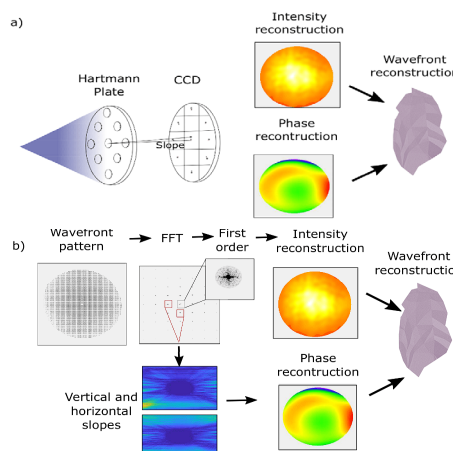 a)
Intensity
reconstruction
Wavefront
reconstruction
Hartmann
Plate
CCD
Slope
Phase
reconstruction
b)
Wavefront
pattern
FFT
First
order
Intensity
reconstruction
Wavefront
reconstruction
Vertical and
horizontal
slopes
Phase
reconstruction